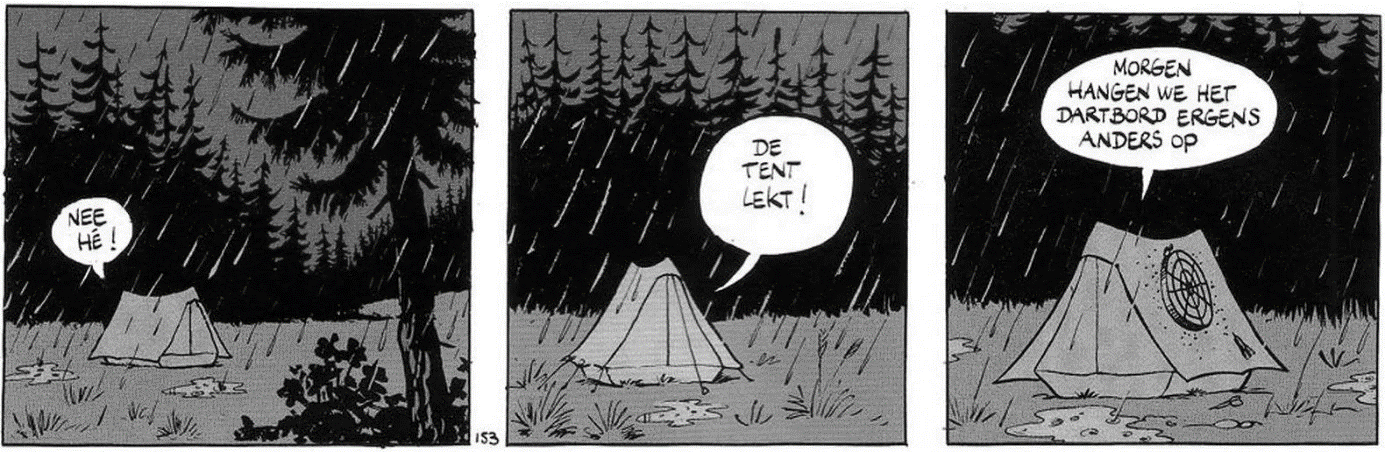 NEE
HÉ!
153
DE
TENT
LEKT!
MORGEN
HANGEN WE HET
DARTBORD ERGENS
ANDERS OP